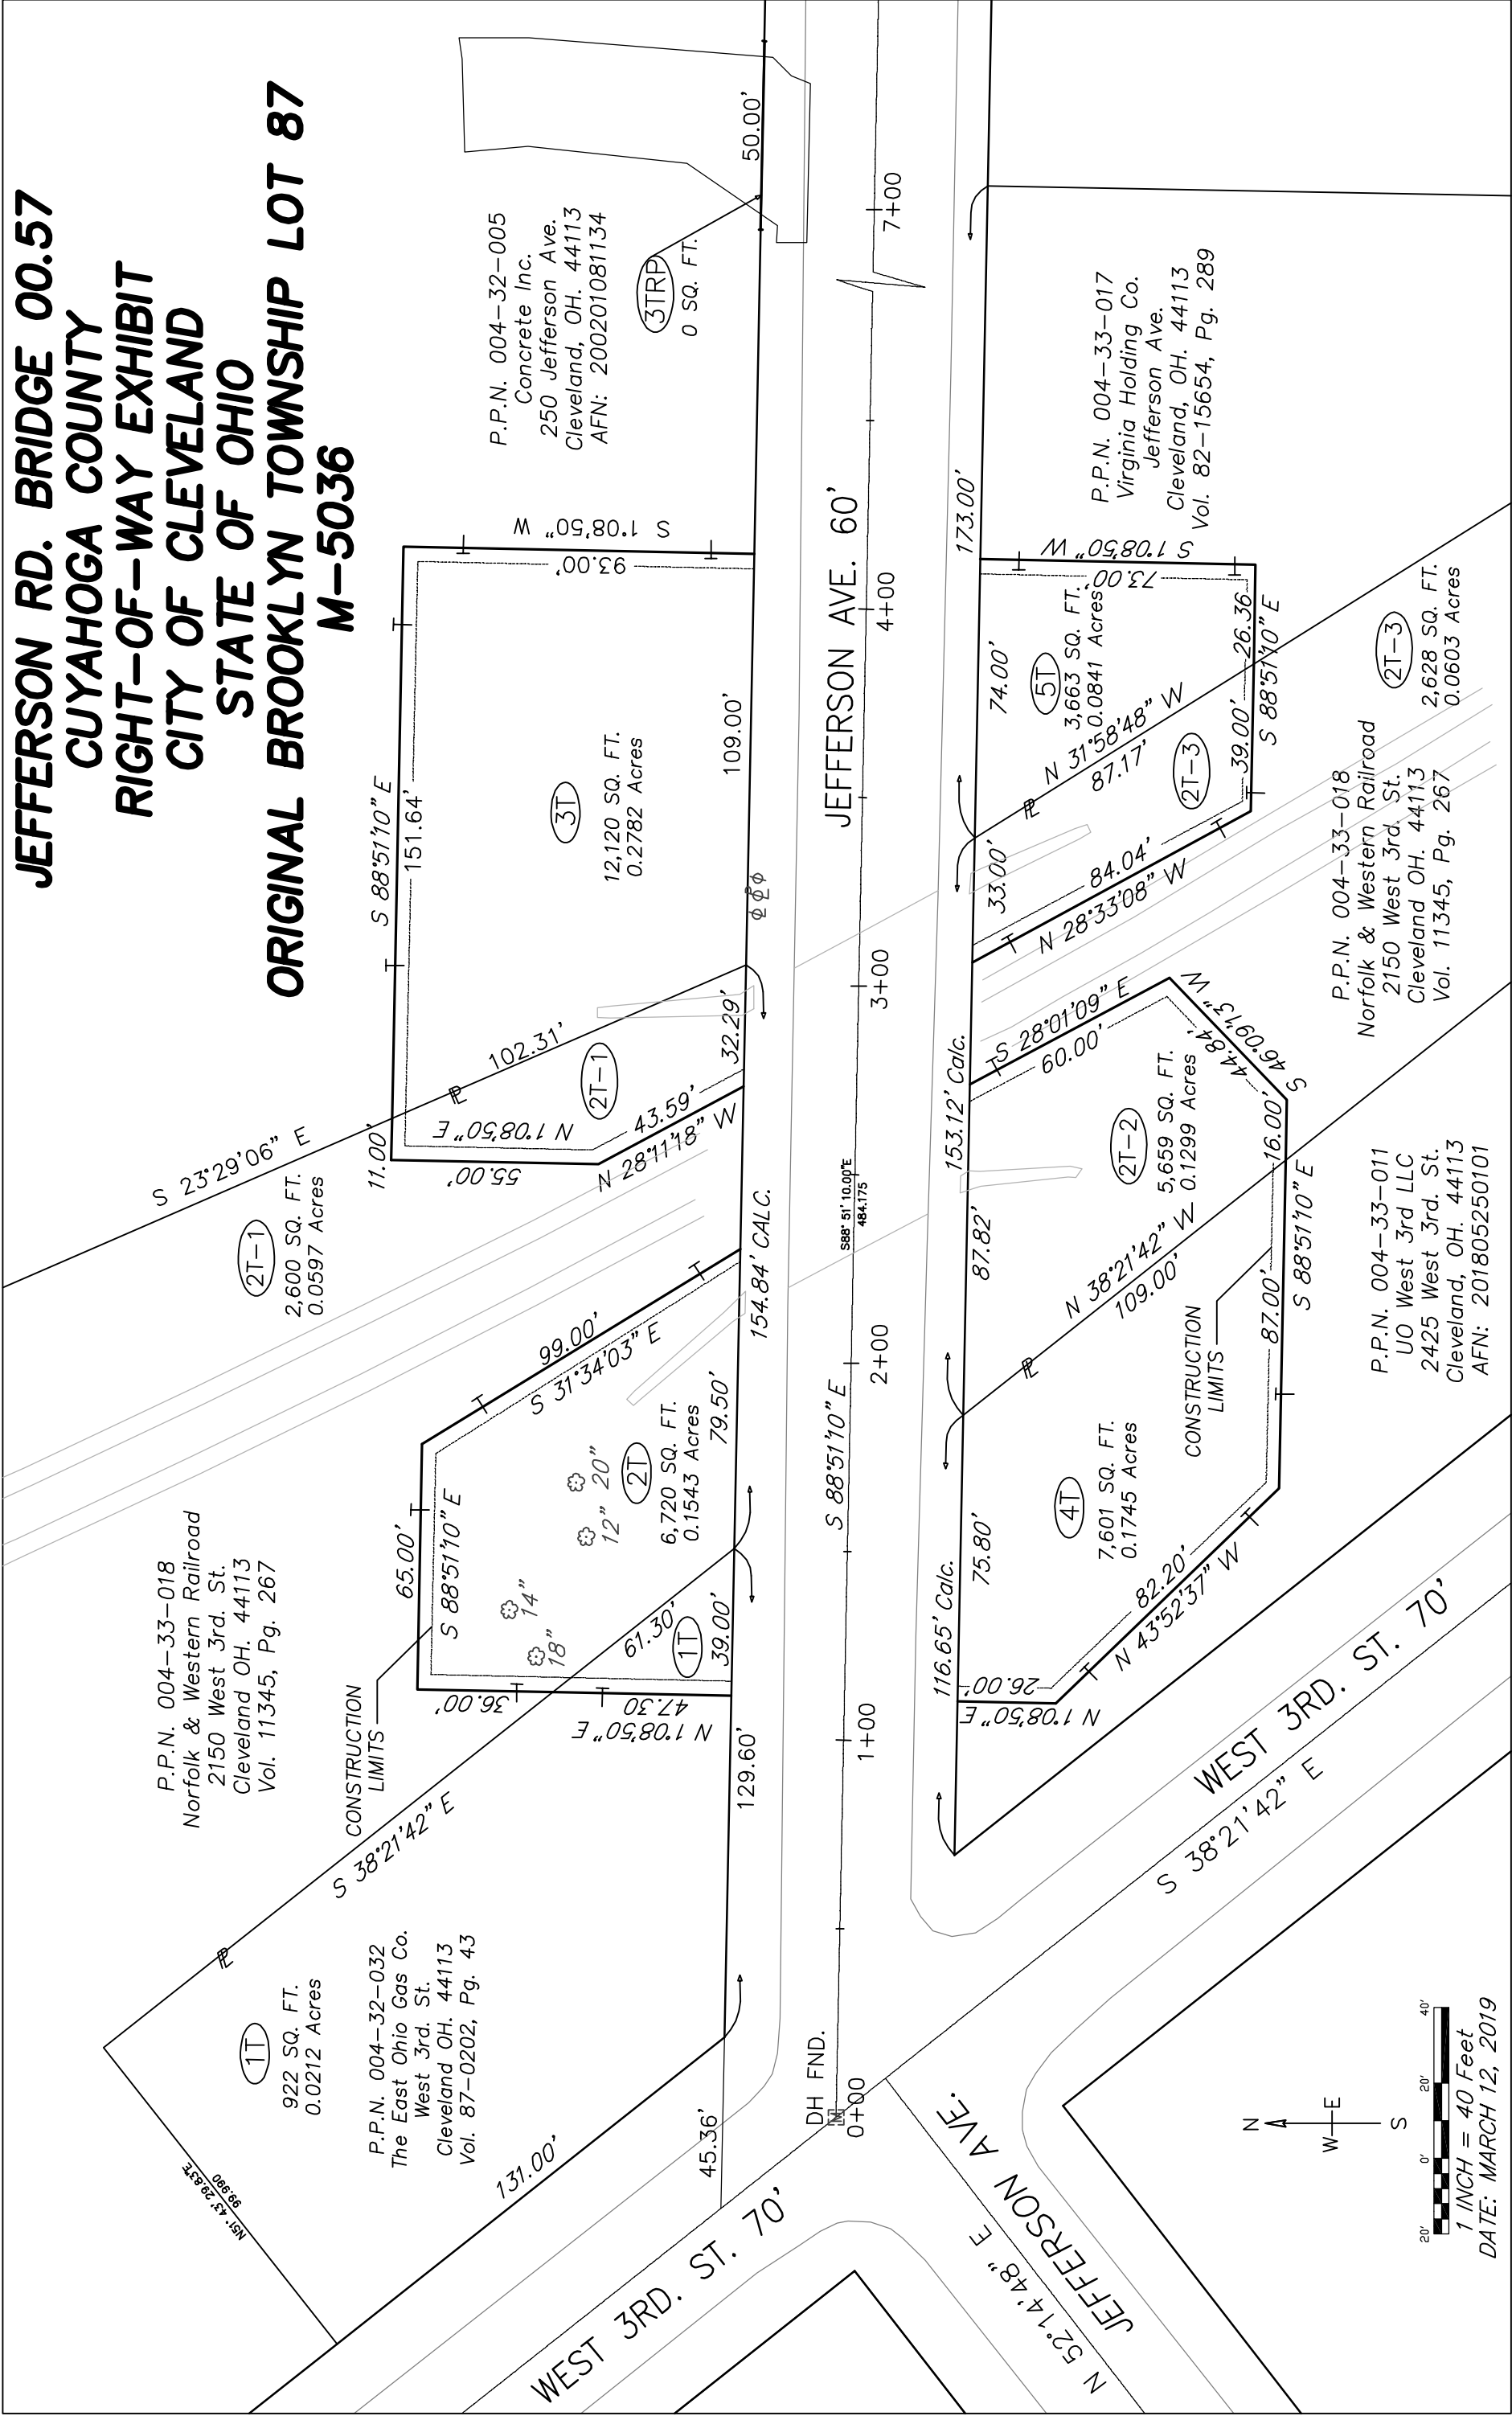 JEFFERSON RD. BRIDGE 00.57
CUYAHOGA COUNTY
RIGHT-OF-WAY EXHIBIT
CITY OF CLEVELAND
STATE OF OHIO
ORIGINAL BROOKLYN TOWNSHIP LOT 87
M-5036
N51° 43' 29.83"E
99.990
1T
922 SQ. FT.
0.0212 Acres
P.P.N. 004-32-032
The East Ohio Gas Co.
West 3rd. St.
Cleveland OH. 44113
Vol. 87-0202, Pg. 43
131.00'
45.36'
S 38°21'42" E
P.P.N. 004-33-018
Norfolk & Western Railroad
2150 West 3rd. St.
Cleveland OH. 44113
Vol. 11345, Pg. 267
CONSTRUCTION
LIMITS
65.00'
S 88°51'10" E
36.00'
47.30
N 1°08'50" E
18"
14"
12"
20"
61.30'
1T
39.00'
129.60'
2T
6,720 SQ. FT.
0.1543 Acres
79.50'
99.00'
S 31°34'03" E
154.84' CALC.
2T-1
2,600 SQ. FT.
0.0597 Acres
S 23°29'06" E
11.00'
55.00'
N 1°08'50" E
43.59'
N 28°11'18" W
102.31'
2T-1
32.29'
S 88°51'10" E
151.64'
3T
12,120 SQ. FT.
0.2782 Acres
109.00'
93.00'
S 1°08'50" W
P.P.N. 004-32-005
Concrete Inc.
250 Jefferson Ave.
Cleveland, OH. 44113
AFN: 200201081134
3TRP
0 SQ. FT.
50.00'
DH FND.
0+00
1+00
S 88°51'10" E
2+00
S88° 51' 10.00"E
484.175
3+00
JEFFERSON AVE. 60'
4+00
7+00
116.65' Calc.
75.80'
87.82'
153.12' Calc.
33.00'
74.00'
173.00'
26.00'
N 1°08'50" E
82.20'
N 43°52'37" W
4T
7,601 SQ. FT.
0.1745 Acres
CONSTRUCTION
LIMITS
N 38°21'42" W
109.00'
87.00'
S 88°51'10" E
16.00'
2T-2
5,659 SQ. FT.
0.1299 Acres
S 28°01'09" E
60.00'
44.84'
S 46°09'13" W
84.04'
N 28°33'08" W
N 31°58'48" W
87.17'
2T-3
39.00'
26.36
S 88°51'10" E
5T
3,663 SQ. FT.
0.0841 Acres
73.00'
S 1°08'50" W
P.P.N. 004-33-017
Virginia Holding Co.
Jefferson Ave.
Cleveland, OH. 44113
Vol. 82-15654, Pg. 289
2T-3
2,628 SQ. FT.
0.0603 Acres
P.P.N. 004-33-018
Norfolk & Western Railroad
2150 West 3rd. St.
Cleveland OH. 44113
Vol. 11345, Pg. 267
P.P.N. 004-33-011
UO West 3rd LLC
2425 West 3rd. St.
Cleveland, OH. 44113
AFN: 201805250101
WEST 3RD. ST. 70'
WEST 3RD. ST. 70'
S 38°21'42" E
JEFFERSON AVE.
N 52°14'48" E
N
W E
S
20' 0' 20' 40'
1 INCH = 40 Feet
DATE: MARCH 12, 2019